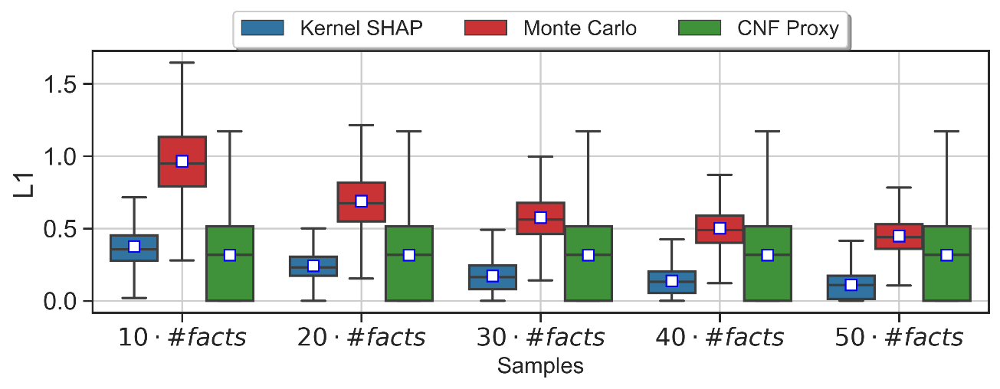 Kernel SHAP Monte Carlo CNF Proxy
L1
1.5
1.0
0.5
0.0
10 · #facts 20 · #facts 30 · #facts 40 · #facts 50 · #facts
Samples